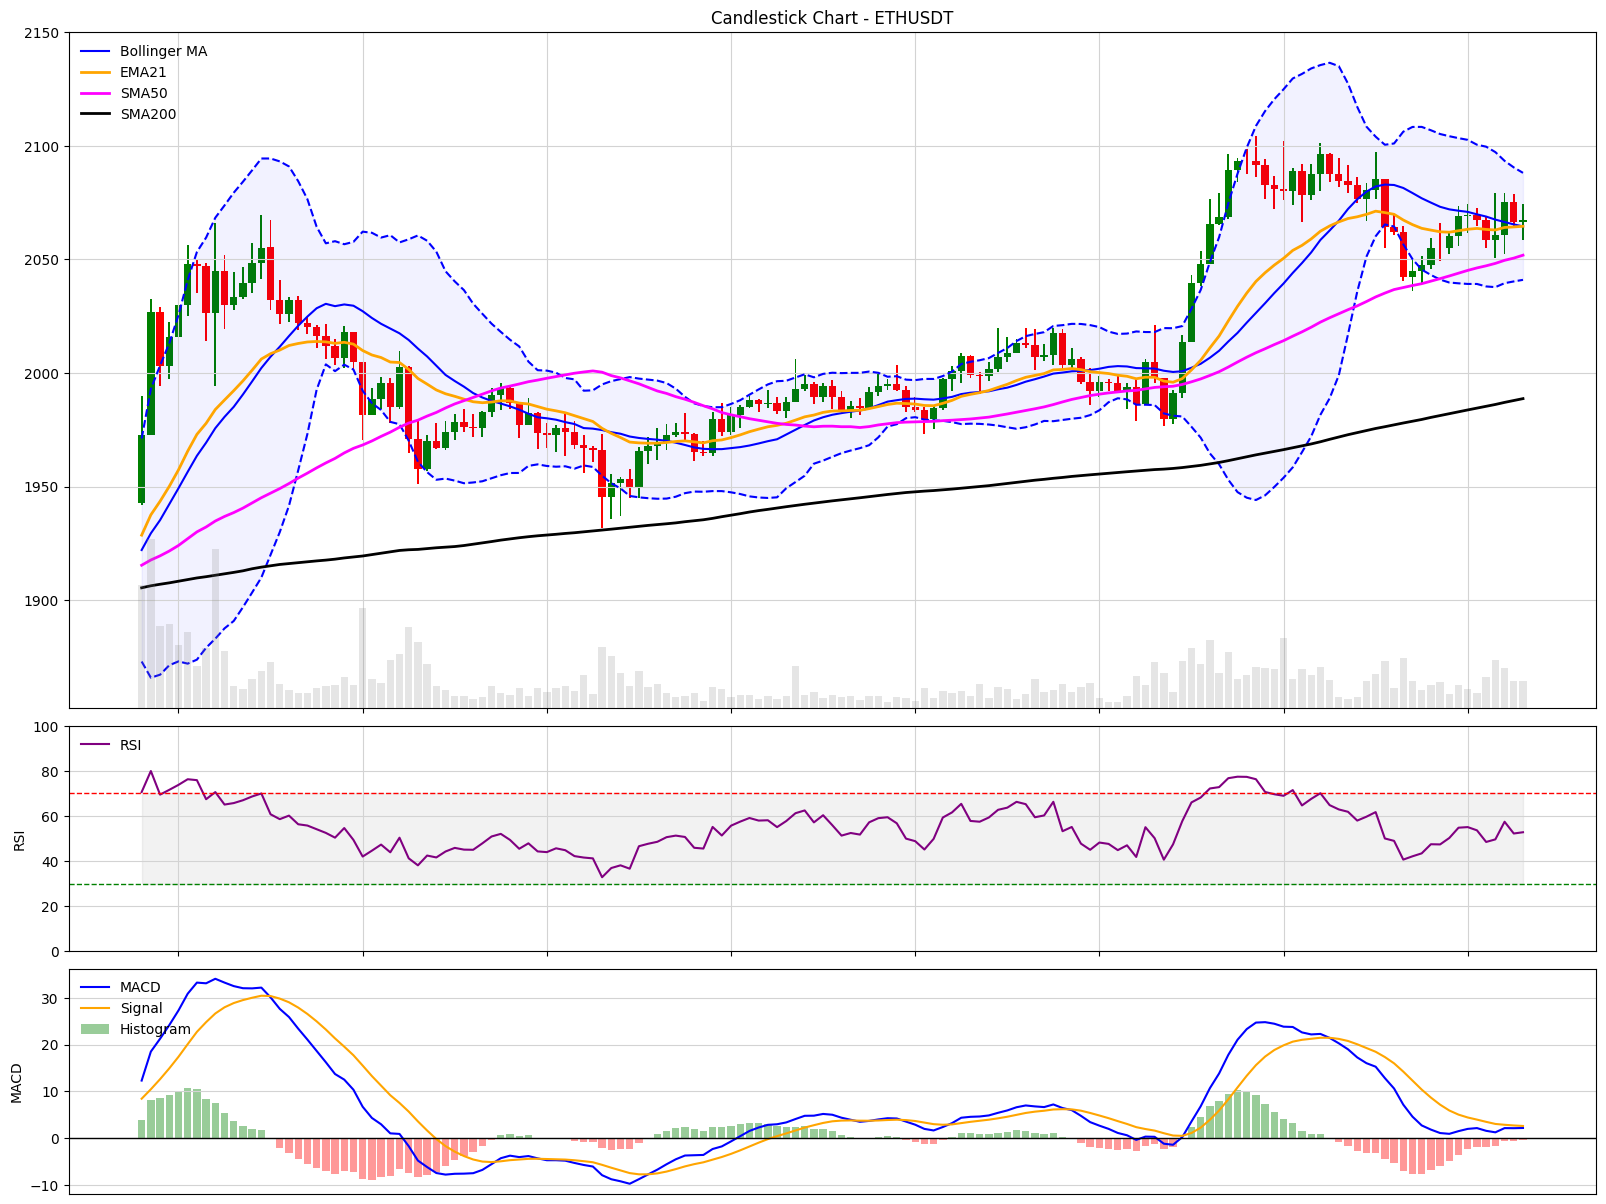 Candlestick Chart - ETHUSDT
2150
2100
2050
2000
1950
1900
Bollinger MA
EMA21
SMA50
SMA200
100
80
60
40
20
0
RSI
RSI
30
20
10
0
−10
MACD
MACD
Signal
Histogram